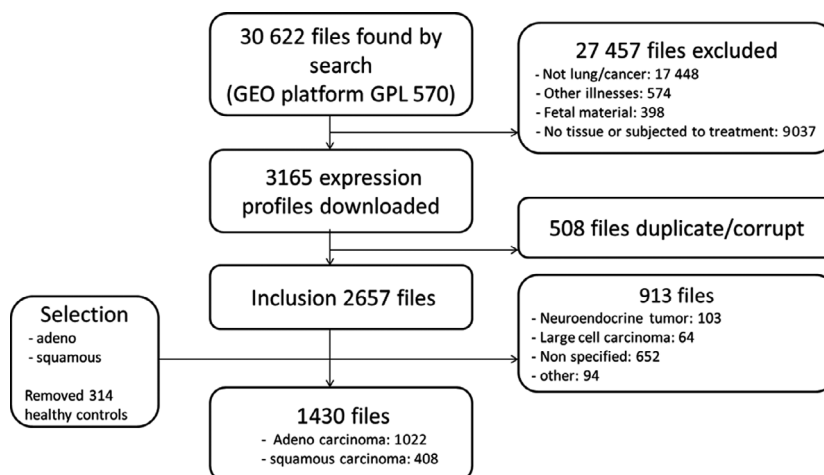 30 622 files found by
search
(GEO platform GPL 570)
27 457 files excluded
- Not lung/cancer: 17 448
- Other illnesses: 574
- Fetal material: 398
- No tissue or subjected to treatment: 9037
3165 expression
profiles downloaded
508 files duplicate/corrupt
Inclusion 2657 files
Selection
- adeno
- squamous
Removed 314
healthy controls
913 files
- Neuroendocrine tumor: 103
- Large cell carcinoma: 64
- Non specified: 652
- other: 94
1430 files
- Adeno carcinoma: 1022
- squamous carcinoma: 408